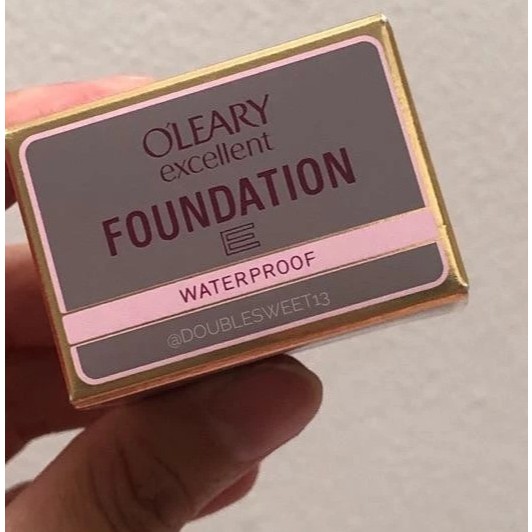 O'LEARY
excellent
FOUNDATION
E
WATERPROOF
@DOUBLESWEET13